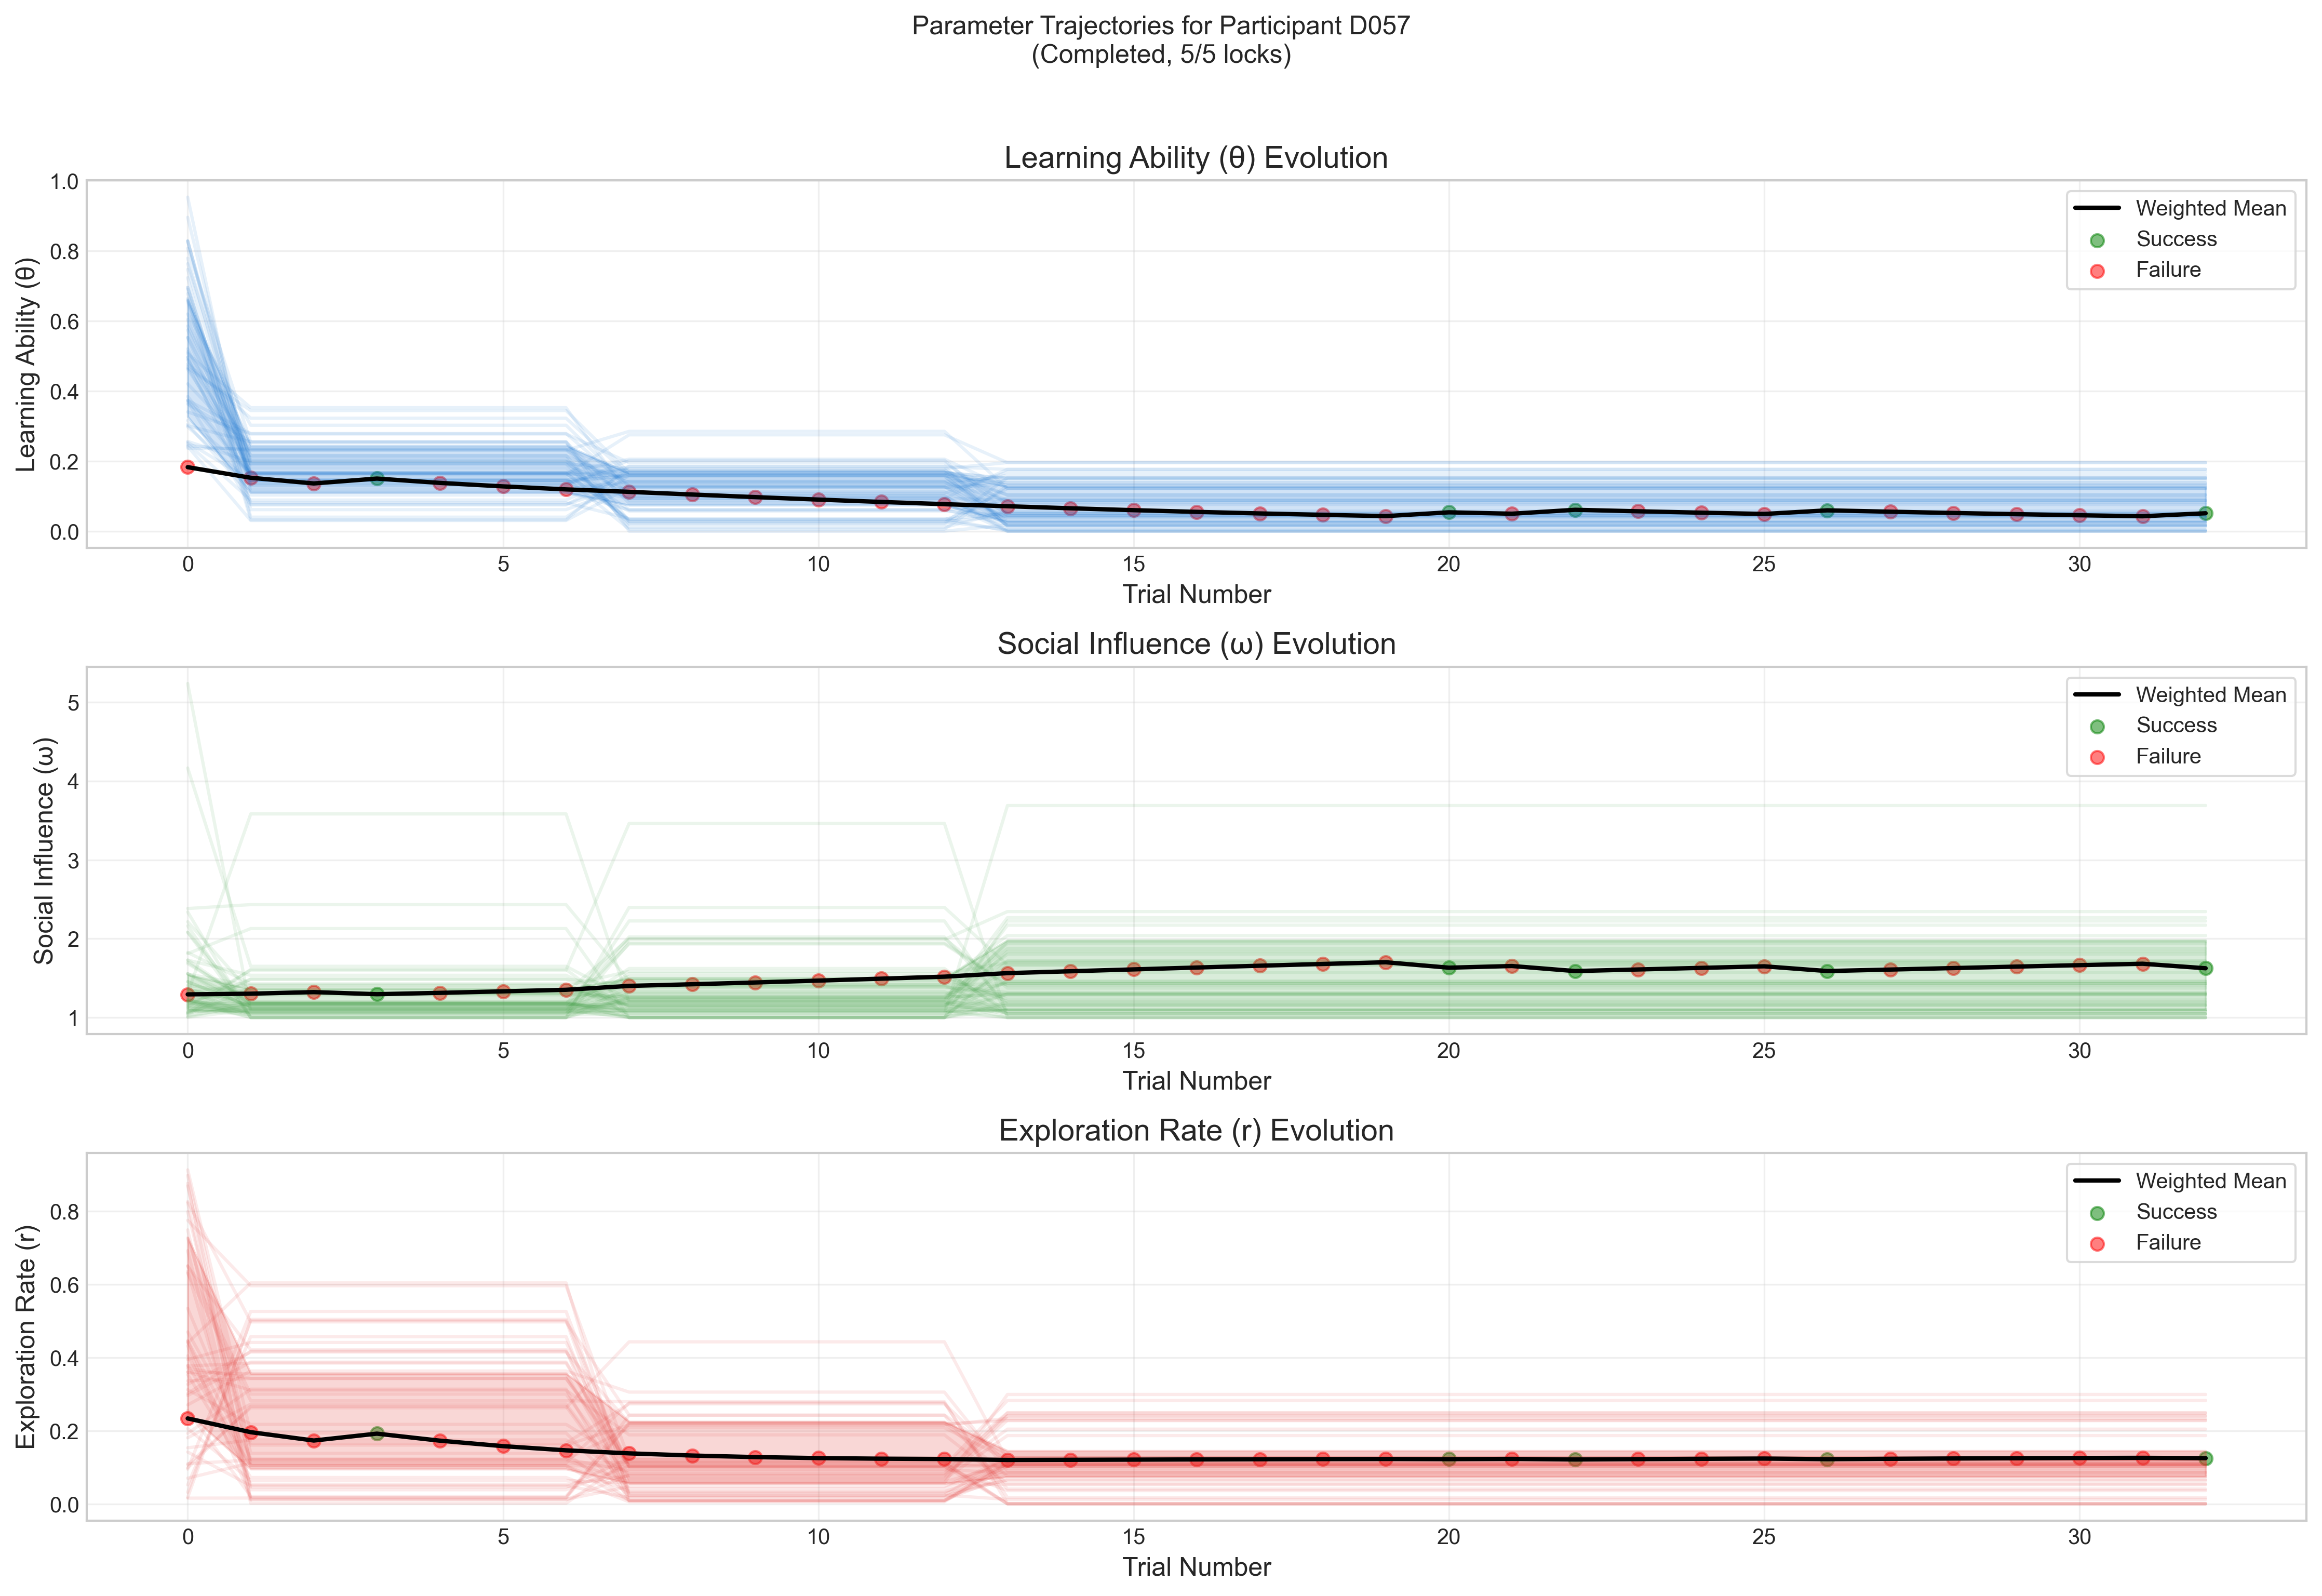 Parameter Trajectories for Participant D057
(Completed, 5/5 locks)
Learning Ability (θ) Evolution
Learning Ability (θ)
1.0
0.8
0.6
0.4
0.2
0.0
Weighted Mean
Success
Failure
0 5 10 15 20 25 30
Trial Number
Social Influence (ω) Evolution
Social Influence (ω)
5
4
3
2
1
Weighted Mean
Success
Failure
0 5 10 15 20 25 30
Trial Number
Exploration Rate (r) Evolution
Exploration Rate (r)
0.8
0.6
0.4
0.2
0.0
Weighted Mean
Success
Failure
0 5 10 15 20 25 30
Trial Number